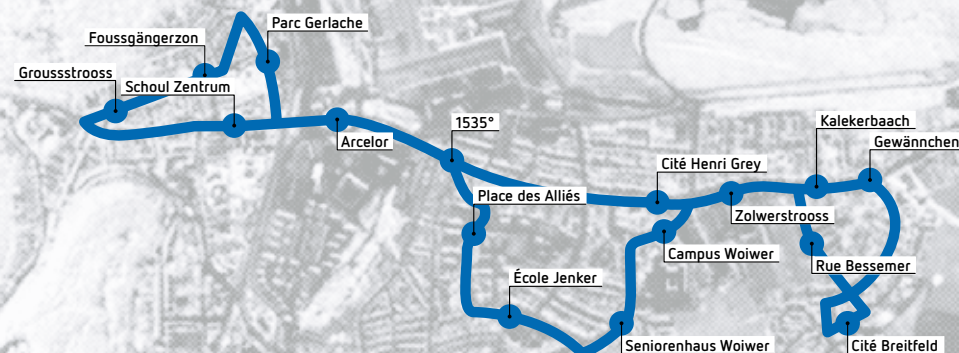 Parc Gerlache
Foussgängerzon
Groussstrooss
Schoul Zentrum
Arcelor
1535°
Kalekerbaach
Gewännchen
Cité Henri Grey
Place des Alliés
Zolwerstrooss
Campus Woiwer
Rue Bessemer
École Jenker
Seniorenhaus Woiwer
Cité Breitfeld